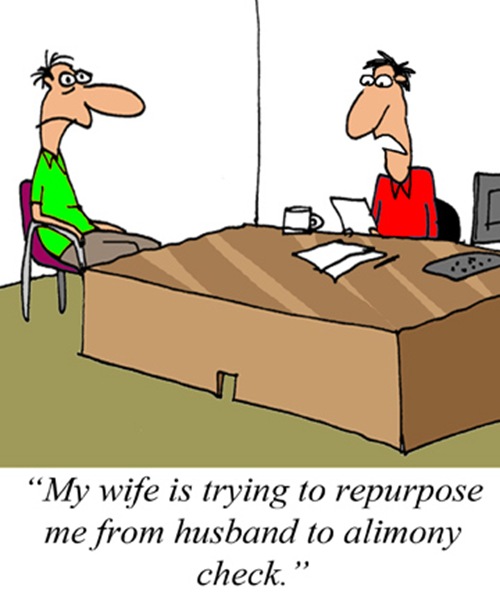 “My wife is trying to repurpose
me from husband to alimony
check.”